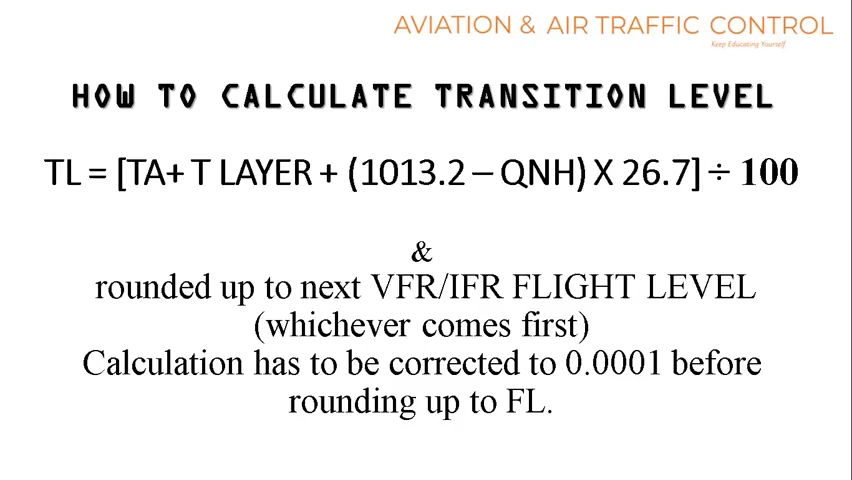 AVIATION & AIR TRAFFIC CONTROL
Keep Educating Yourself
HOW TO CALCULATE TRANSITION LEVEL
TL = [TA+ T LAYER + (1013.2 – QNH) X 26.7] ÷ 100
&
rounded up to next VFR/IFR FLIGHT LEVEL
(whichever comes first)
Calculation has to be corrected to 0.0001 before
rounding up to FL.